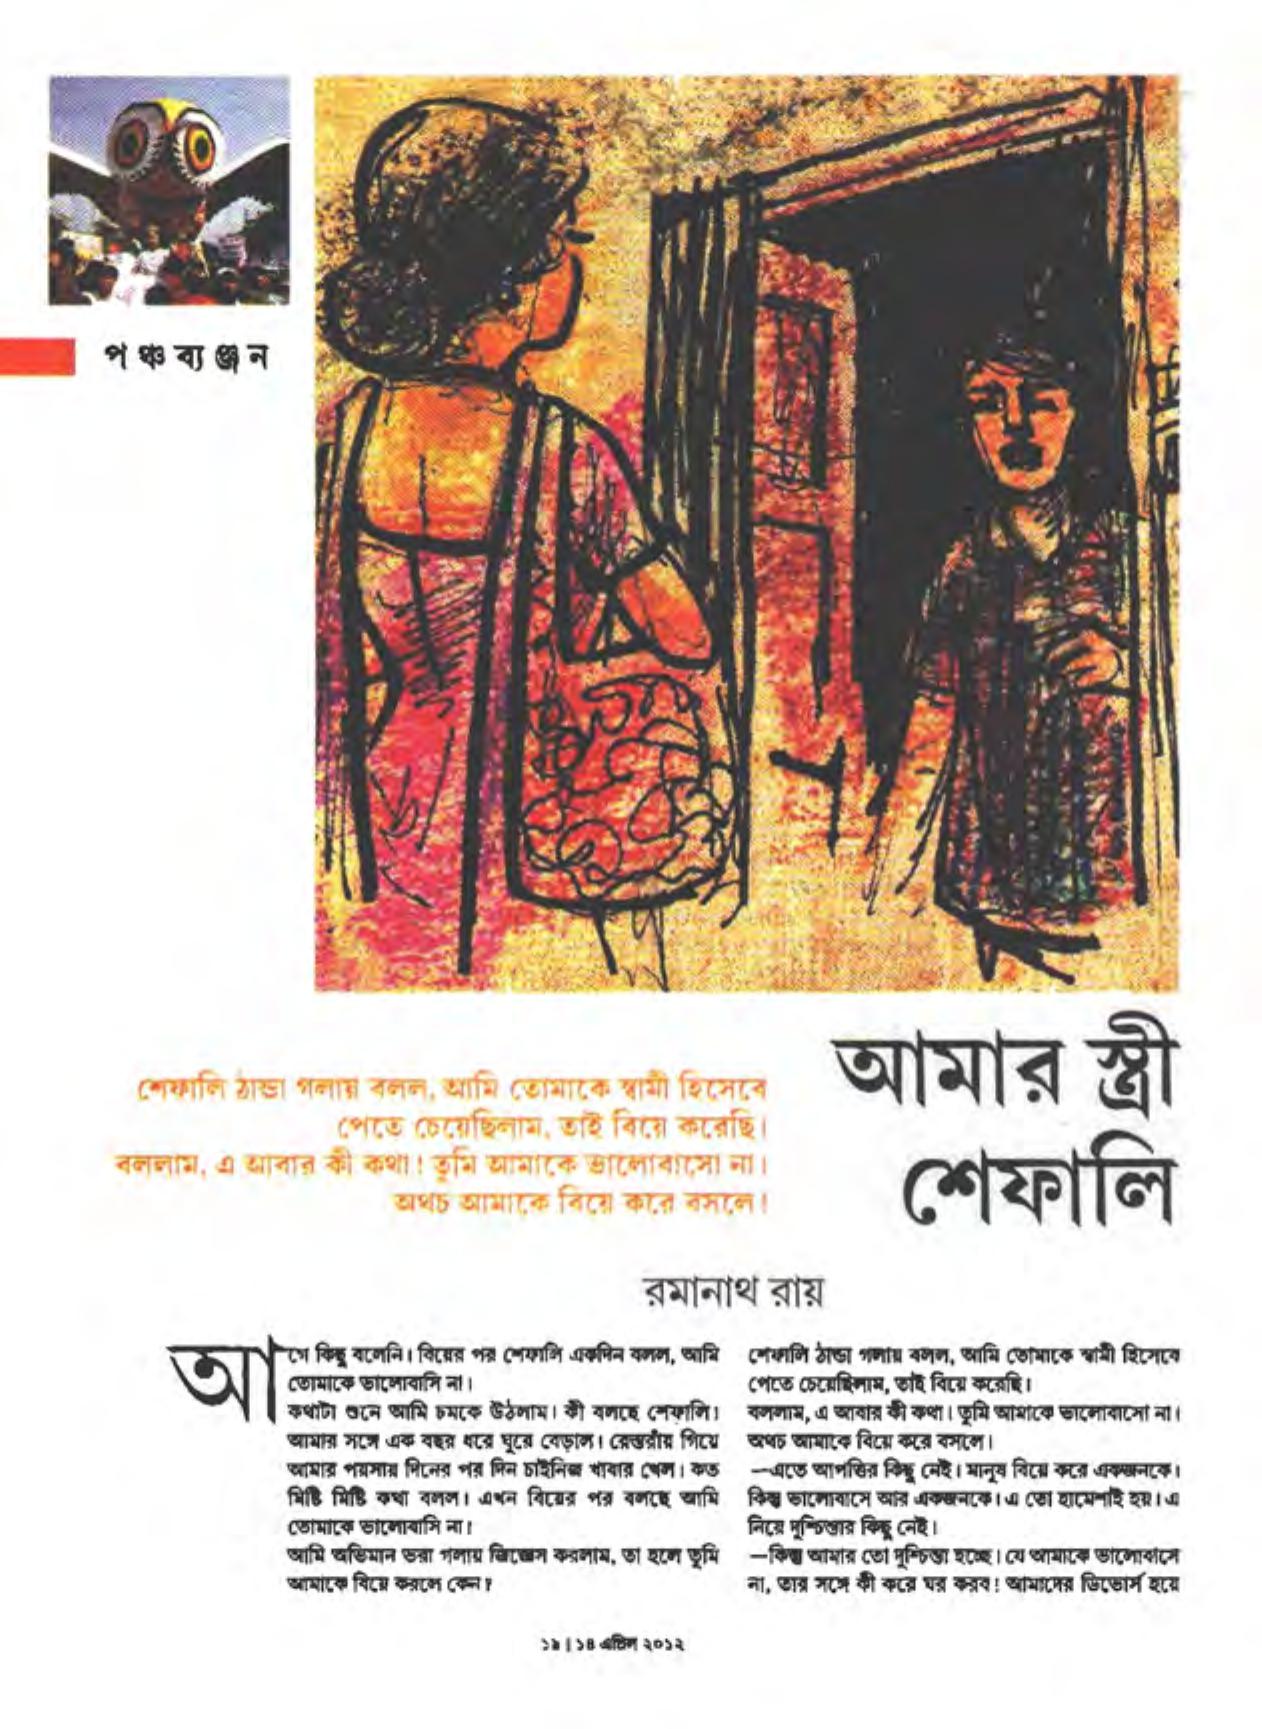 পঞ্চব্যঞ্জন
আমার স্ত্রী
শেফালি
শেফালি ঠান্ডা গলায় বলল, আমি তোমাকে স্বামী হিসেবে
পেতে চেয়েছিলাম, তাই বিয়ে করেছি।
বললাম, এ আবার কী কথা! তুমি আমাকে ভালোবাসো না।
অথচ আমাকে বিয়ে করে বসলে।
রমানাথ রায়
আগে কিছু বলেনি। বিয়ের পর শেফালি একদিন বলল, আমি
তোমাকে ভালোবাসি না।
কথাটা শুনে আমি চমকে উঠলাম। কী বলছে শেফালি!
আমার সঙ্গে এক বছর ধরে ঘুরে বেড়াল। রেস্তরাঁয় গিয়ে
আমার পয়সায় দিনের পর দিন চাইনিজ খাবার খেল। কত
মিষ্টি মিষ্টি কথা বলল। এখন বিয়ের পর বলছে আমি
তোমাকে ভালোবাসি না!
আমি অভিমান ভরা গলায় জিজ্ঞেস করলাম, তা হলে তুমি
আমাকে বিয়ে করলে কেন?
শেফালি ঠান্ডা গলায় বলল, আমি তোমাকে স্বামী হিসেবে
পেতে চেয়েছিলাম, তাই বিয়ে করেছি।
বললাম, এ আবার কী কথা। তুমি আমাকে ভালোবাসো না।
অথচ আমাকে বিয়ে করে বসলে।
—এতে আপত্তির কিছু নেই। মানুষ বিয়ে করে একজনকে।
কিন্তু ভালোবাসে আর একজনকে। এ তো হামেশাই হয়। এ
নিয়ে দুশ্চিন্তার কিছু নেই।
—কিন্তু আমার তো দুশ্চিন্তা হচ্ছে। যে আমাকে ভালোবাসে
না, তার সঙ্গে কী করে ঘর করব! আমাদের ডিভোর্স হয়ে
১৯ | ১৪ এপ্রিল ২০১২